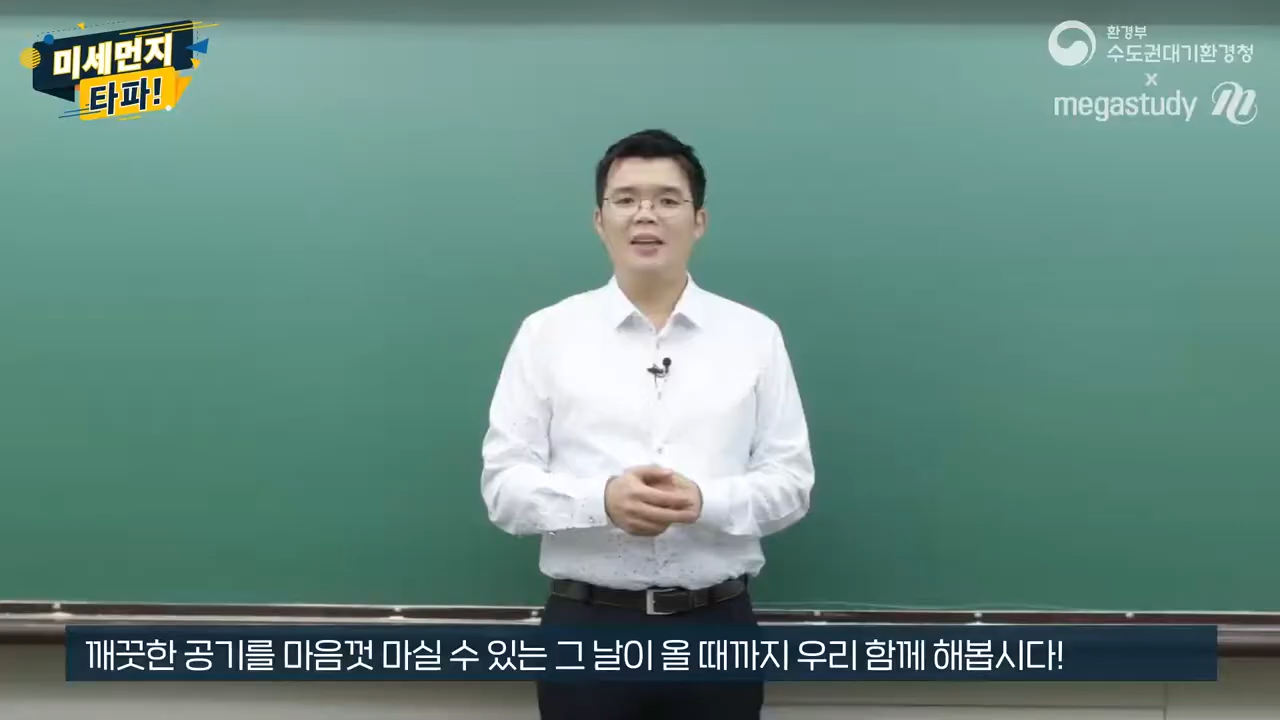 미세먼지
타파!
환경부
수도권대기환경청
x
megastudy
깨끗한 공기를 마음껏 마실 수 있는 그 날이 올 때까지 우리 함께 해봅시다!